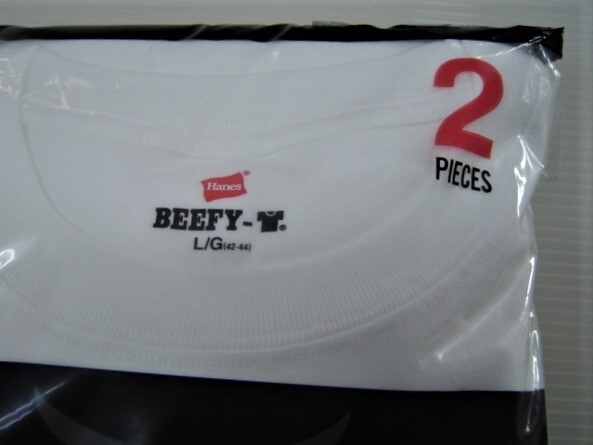 2
PIECES
Hanes®
BEEFY-®
L/G(42-44)